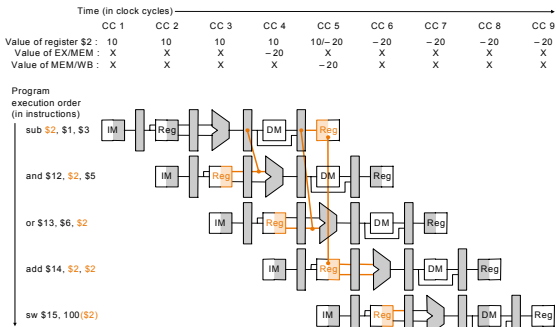 Time (in clock cycles)
CC 1 CC 2 CC 3 CC 4 CC 5 CC 6 CC 7 CC 8 CC 9
Value of register $2 : 10 10 10 10 10/– 20 – 20 – 20 – 20 – 20
Value of EX/MEM : X X X – 20 X X X X X
Value of MEM/WB : X X X X – 20 X X X X
Program
execution order
(in instructions)
sub $2, $1, $3
IM Reg DM Reg
and $12, $2, $5
IM Reg DM Reg
or $13, $6, $2
IM Reg DM Reg
add $14, $2, $2
IM Reg DM Reg
sw $15, 100($2)
IM Reg DM Reg